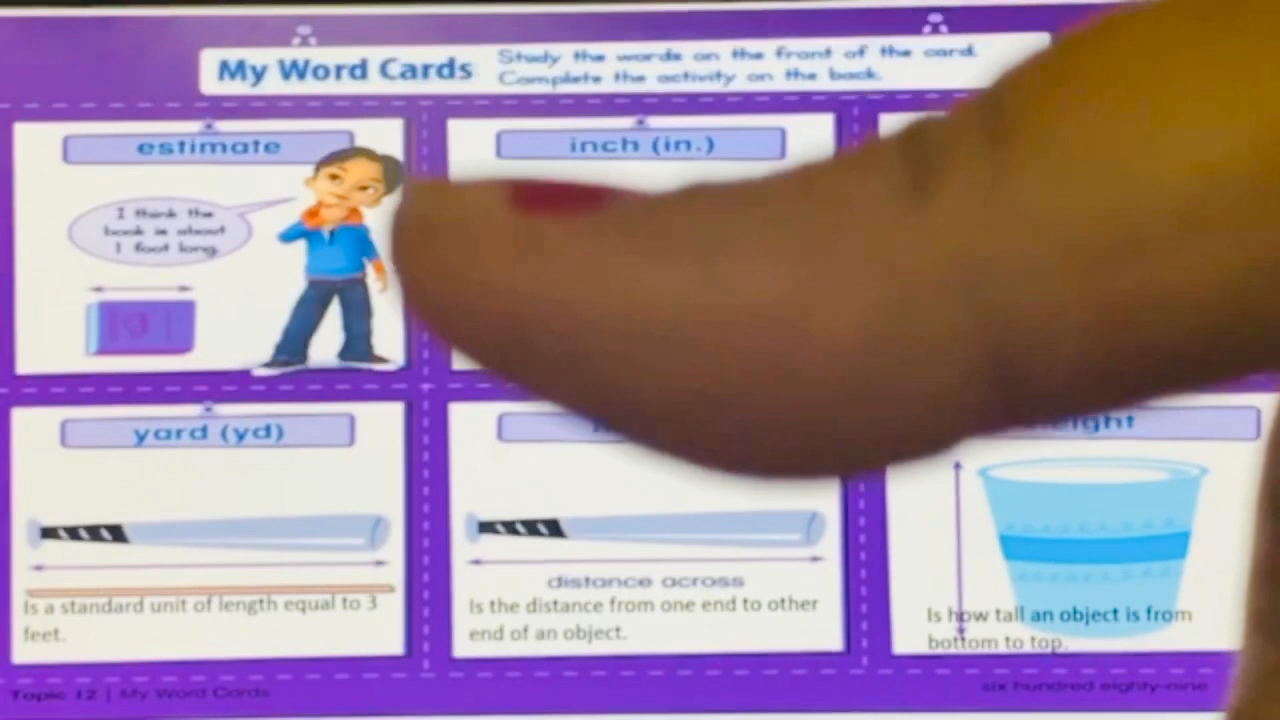 My Word Cards
Study the words on the front of the card.
Complete the activity on the back.
estimate
inch (in.)
I think the
book is about
1 foot long.
yard (yd)
distance across
Is a standard unit of length equal to 3
feet.
Is the distance from one end to other
end of an object.
Is how tall an object is from
bottom to top.
Topic 12 | My Word Cards
six hundred eighty-nine